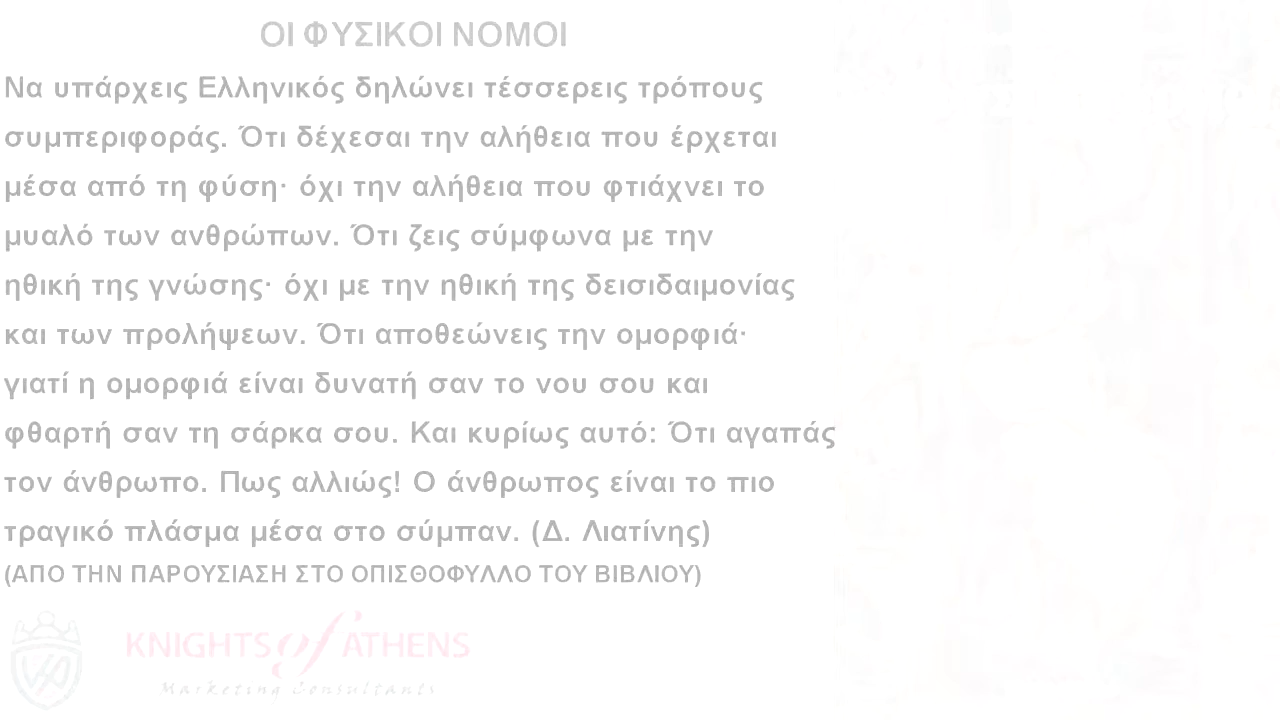 ΟΙ ΦΥΣΙΚΟΙ ΝΟΜΟΙ
Να υπάρχεις Ελληνικός δηλώνει τέσσερεις τρόπους
συμπεριφοράς. Ότι δέχεσαι την αλήθεια που έρχεται
μέσα από τη φύση· όχι την αλήθεια που φτιάχνει το
μυαλό των ανθρώπων. Ότι ζεις σύμφωνα με την
ηθική της γνώσης· όχι με την ηθική της δεισιδαιμονίας
και των προλήψεων. Ότι αποθεώνεις την ομορφιά·
γιατί η ομορφιά είναι δυνατή σαν το νου σου και
φθαρτή σαν τη σάρκα σου. Και κυρίως αυτό: Ότι αγαπάς
τον άνθρωπο. Πως αλλιώς! Ο άνθρωπος είναι το πιο
τραγικό πλάσμα μέσα στο σύμπαν. (Δ. Λιατίνης)
(ΑΠΟ ΤΗΝ ΠΑΡΟΥΣΙΑΣΗ ΣΤΟ ΟΠΙΣΘΟΦΥΛΛΟ ΤΟΥ ΒΙΒΛΙΟΥ)
KNIGHTS of ATHENS
Marketing Consultants